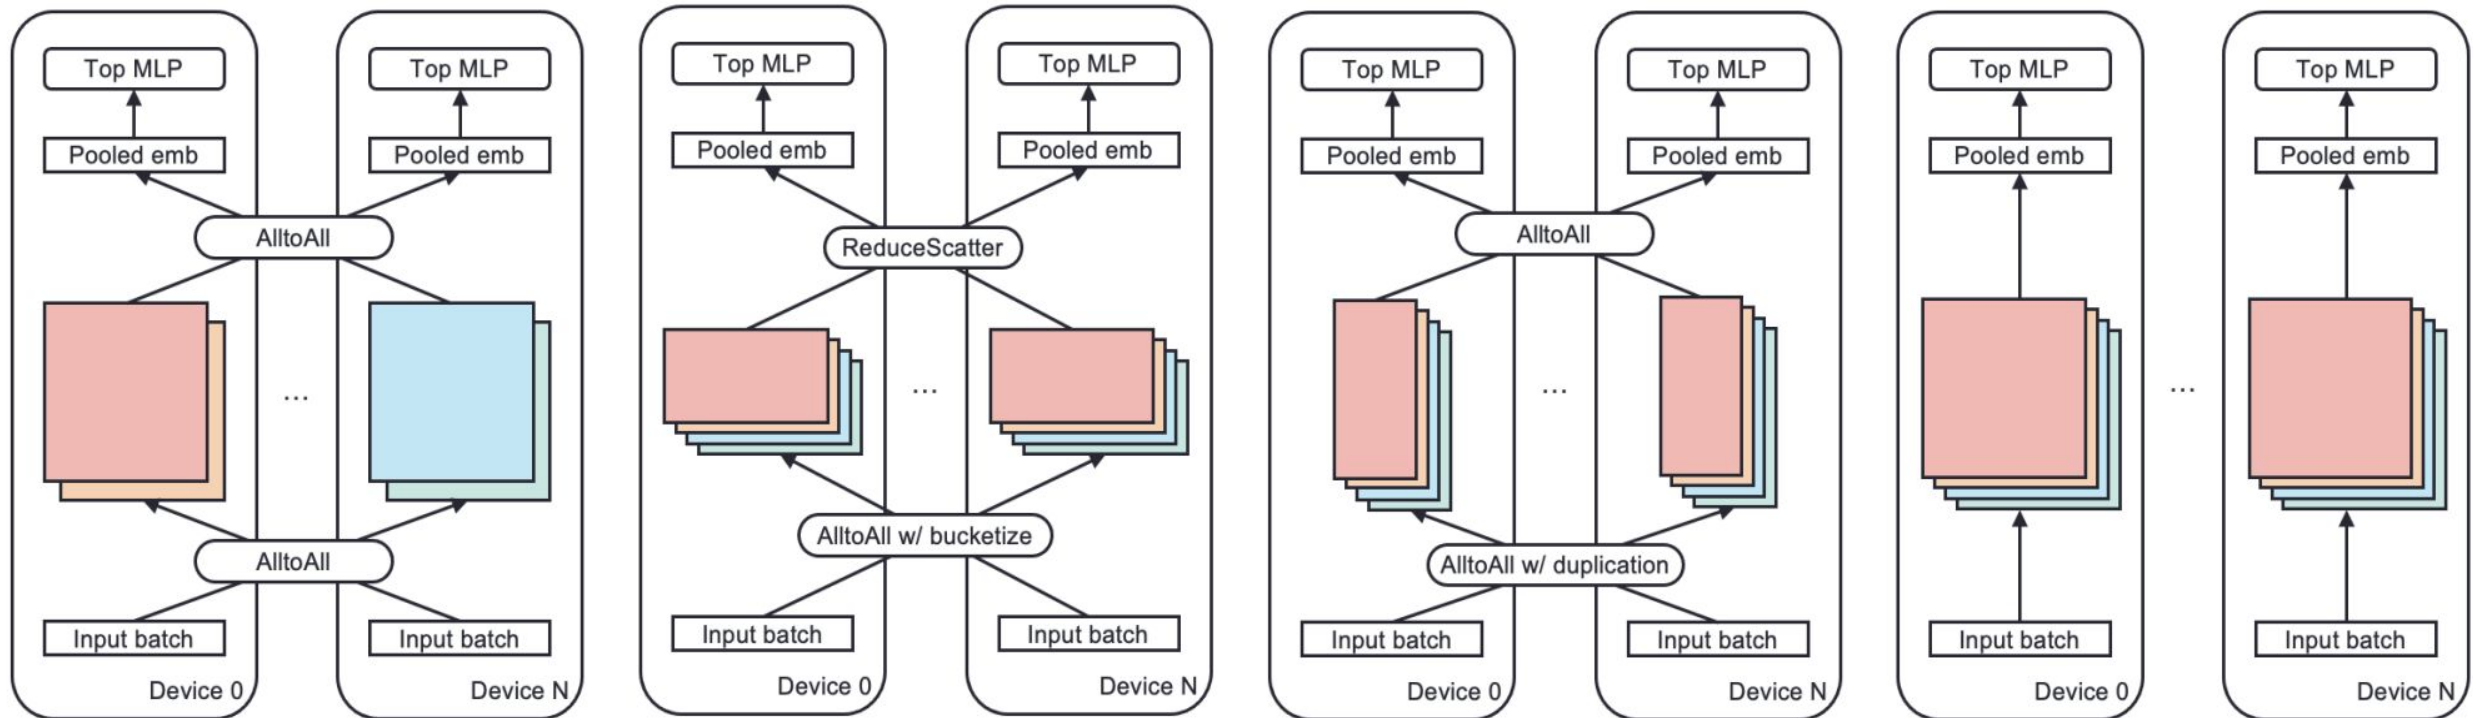 Top MLP
Top MLP
Pooled emb
Pooled emb
AlltoAll
...
AlltoAll
Input batch
Input batch
Device 0
Device N
Top MLP
Top MLP
Pooled emb
Pooled emb
ReduceScatter
...
AlltoAll w/ bucketize
Input batch
Input batch
Device 0
Device N
Top MLP
Top MLP
Pooled emb
Pooled emb
AlltoAll
...
AlltoAll w/ duplication
Input batch
Input batch
Device 0
Device N
Top MLP
Top MLP
Pooled emb
Pooled emb
...
Input batch
Input batch
Device 0
Device N